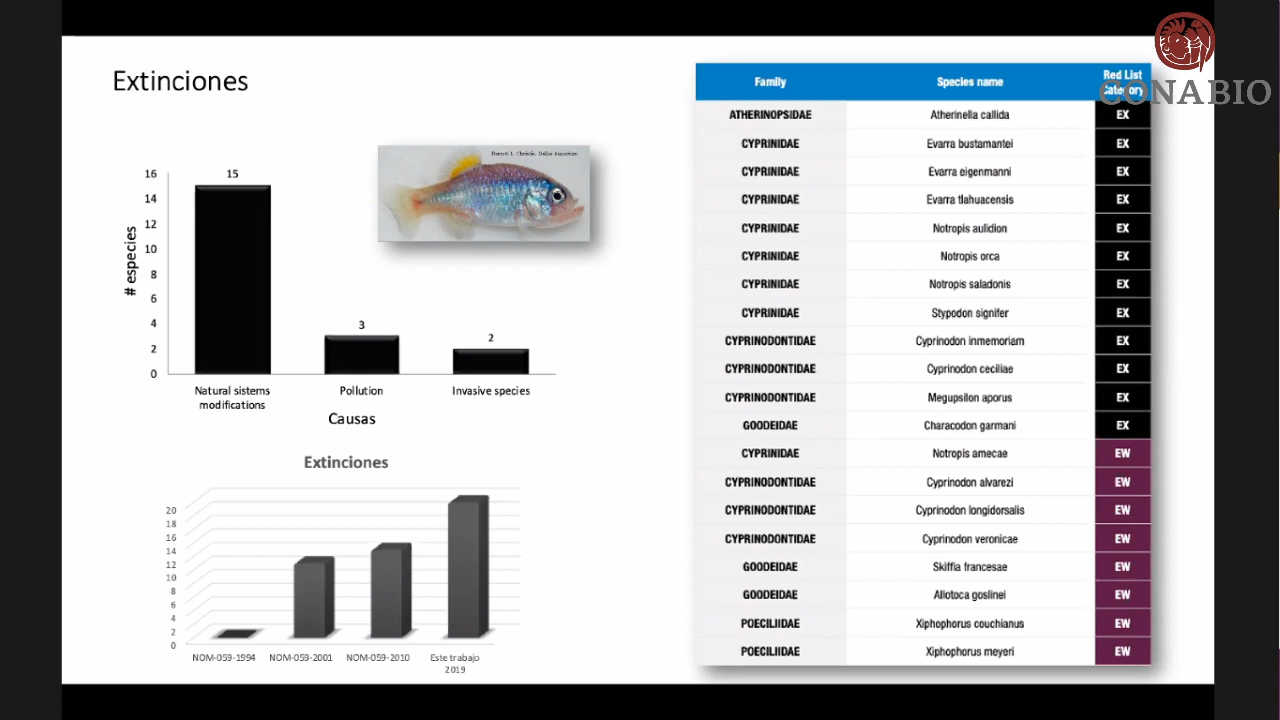 Extinciones
CONABIO
16
14
12
10
8
6
4
2
0
# especies
15
3
2
Natural sistems
modifications
Pollution
Invasive species
Causas
Extinciones
20
18
16
14
12
10
8
6
4
2
0
NOM-059-1994 NOM-059-2001 NOM-059-2010 Este trabajo
2019
Family Species name Red List
Category
ATHERINOPSIDAE Atherinella callida EX
CYPRINIDAE Evarra bustamantei EX
CYPRINIDAE Evarra eigenmanni EX
CYPRINIDAE Evarra tlahuacensis EX
CYPRINIDAE Notropis aulidion EX
CYPRINIDAE Notropis orca EX
CYPRINIDAE Notropis saladonis EX
CYPRINIDAE Stypodon signifer EX
CYPRINODONTIDAE Cyprinodon inmemoriam EX
CYPRINODONTIDAE Cyprinodon ceciliae EX
CYPRINODONTIDAE Megupsilon aporus EX
GOODEIDAE Characodon garmani EX
CYPRINIDAE Notropis amecae EW
CYPRINODONTIDAE Cyprinodon alvarezi EW
CYPRINODONTIDAE Cyprinodon longidorsalis EW
CYPRINODONTIDAE Cyprinodon veronicae EW
GOODEIDAE Skiffia francesae EW
GOODEIDAE Allotoca goslinei EW
POECILIIDAE Xiphophorus couchianus EW
POECILIIDAE Xiphophorus meyeri EW